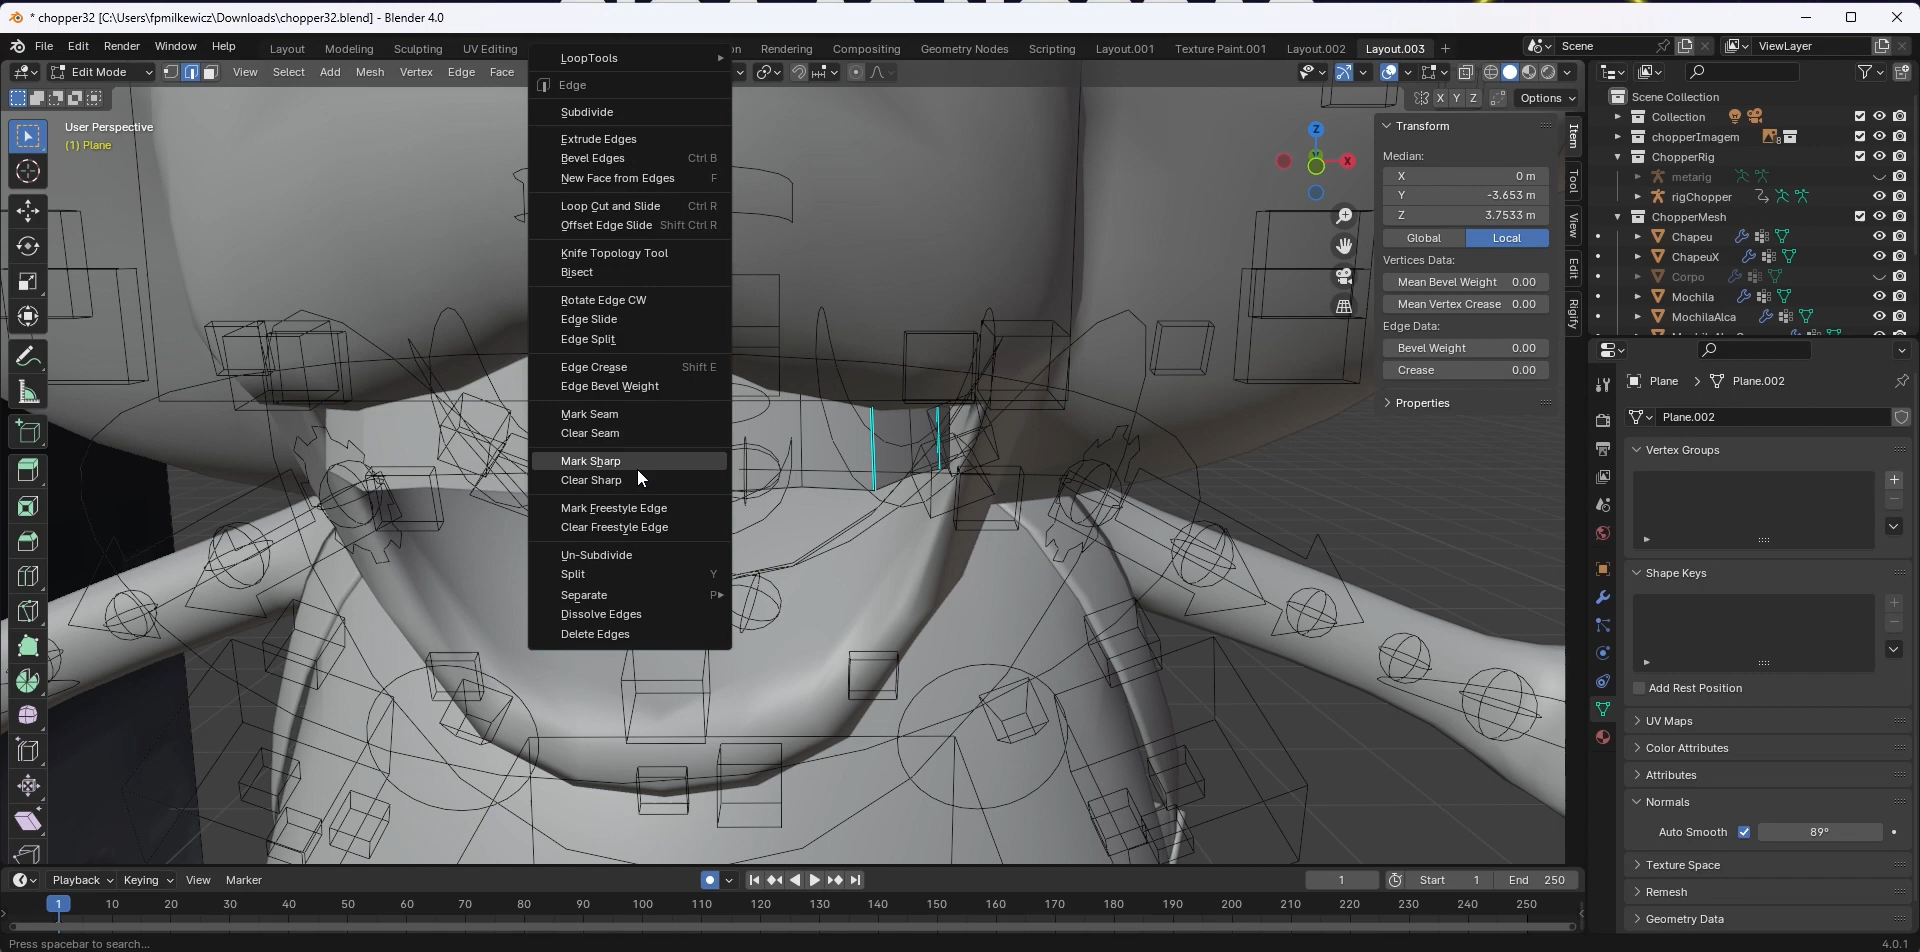 * chopper32 [C:\Users\fpmilkewicz\Downloads\chopper32.blend] - Blender 4.0
File Edit Render Window Help
Layout Modeling Sculpting UV Editing
Rendering Compositing Geometry Nodes Scripting Layout.001 Texture Paint.001 Layout.002 Layout.003 +
Scene
ViewLayer
Edit Mode
View Select Add Mesh Vertex Edge Face
X Y Z
Options
User Perspective
(1) Plane
LoopTools
Edge
Subdivide
Extrude Edges
Bevel Edges Ctrl B
New Face from Edges F
Loop Cut and Slide Ctrl R
Offset Edge Slide Shift Ctrl R
Knife Topology Tool
Bisect
Rotate Edge CW
Edge Slide
Edge Split
Edge Crease Shift E
Edge Bevel Weight
Mark Seam
Clear Seam
Mark Sharp
Clear Sharp
Mark Freestyle Edge
Clear Freestyle Edge
Un-Subdivide
Split Y
Separate P
Dissolve Edges
Delete Edges
Z
X
Transform
Median:
X 0 m
Y -3.653 m
Z 3.7533 m
Global Local
Vertices Data:
Mean Bevel Weight 0.00
Mean Vertex Crease 0.00
Edge Data:
Bevel Weight 0.00
Crease 0.00
Properties
Item
Tool
View
Edit
Rigify
Scene Collection
Collection
chopperImagem
ChopperRig
metarig
rigChopper
ChopperMesh
Chapeu
ChapeuX
Corpo
Mochila
MochilaAlca
Plane > Plane.002
Plane.002
Vertex Groups
Shape Keys
Add Rest Position
UV Maps
Color Attributes
Attributes
Normals
Auto Smooth 89°
Texture Space
Remesh
Geometry Data
Playback Keying View Marker
1 Start 1 End 250
1 10 20 30 40 50 60 70 80 90 100 110 120 130 140 150 160 170 180 190 200 210 220 230 240 250
Press spacebar to search...
4.0.1